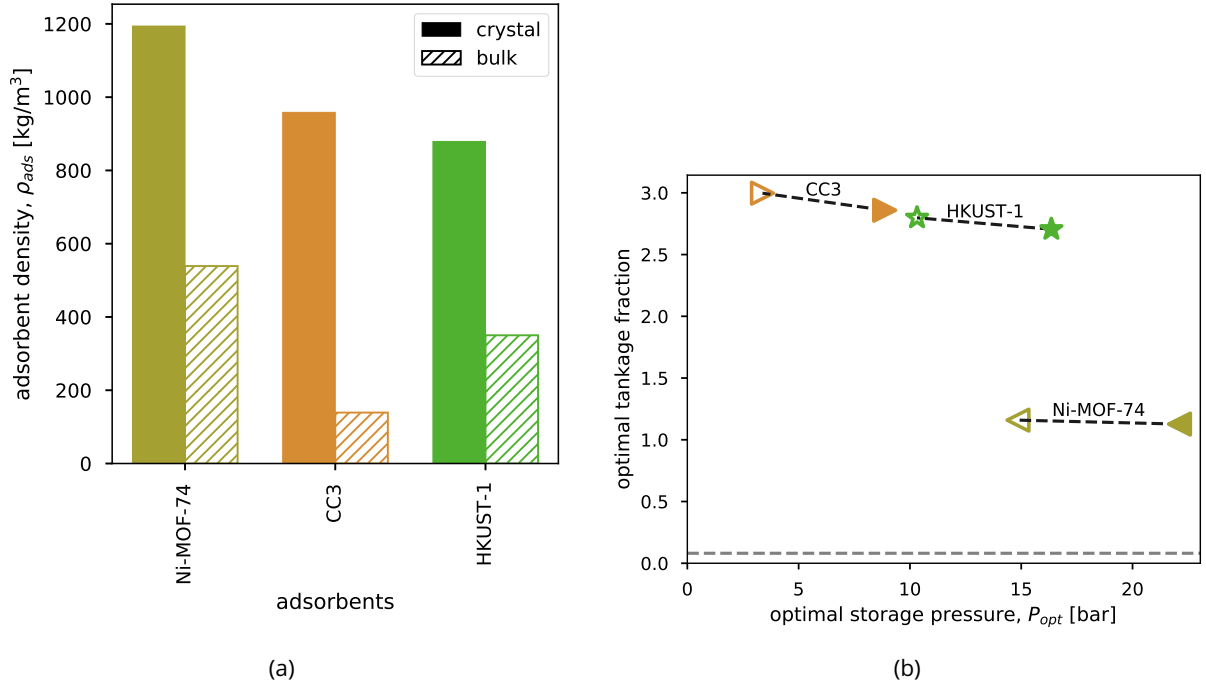 adsorbent density, ρads [kg/m³]
1200
1000
800
600
400
200
0
crystal
bulk
Ni-MOF-74
CC3
HKUST-1
adsorbents
(a)
optimal tankage fraction
3.0
2.5
2.0
1.5
1.0
0.5
0.0
CC3
HKUST-1
Ni-MOF-74
0 5 10 15 20
optimal storage pressure, Popt [bar]
(b)